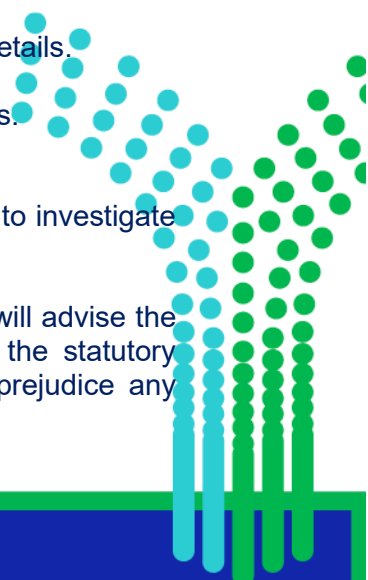 etails.
s.
to investigate
will advise the
the statutory
prejudice any